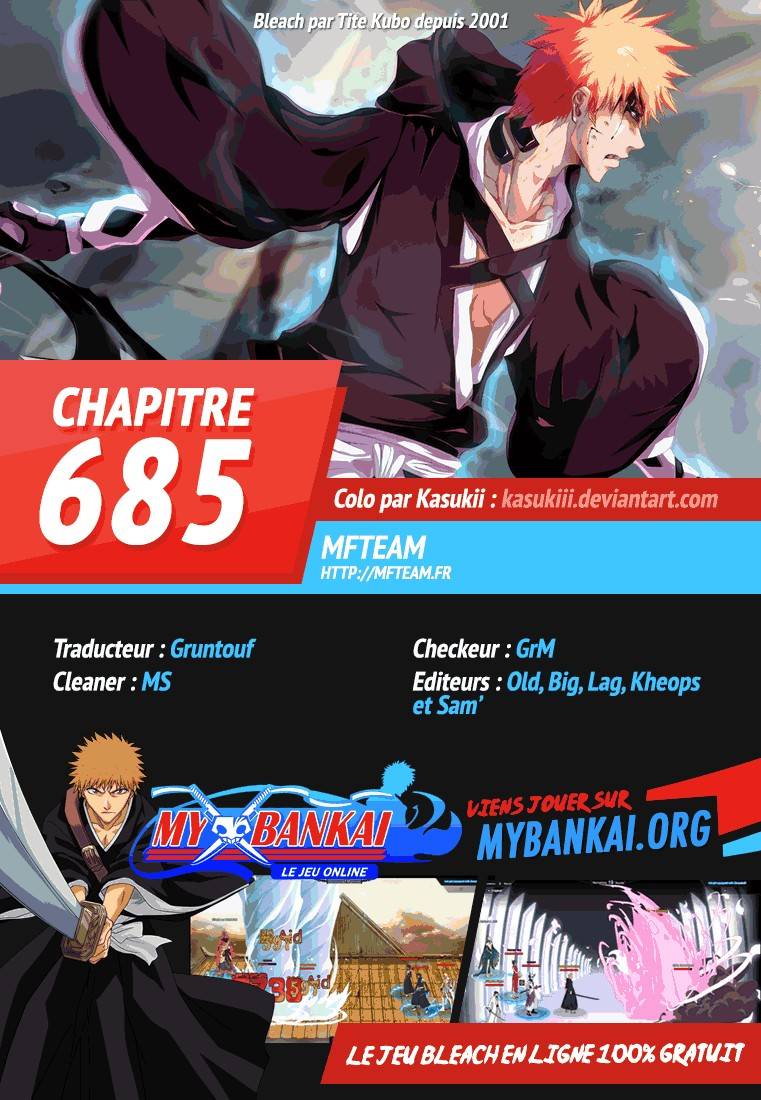 Bleach par Tite Kubo depuis 2001
CHAPITRE
685
Colo par Kasukii : kasukiii.deviantart.com
MFTEAM
HTTP://MFTEAM.FR
Traducteur : Gruntouf
Cleaner : MS
Checkeur : GrM
Editeurs : Old, Big, Lag, Kheops
et Sam'
MY BANKAI
LE JEU ONLINE
VIENS JOUER SUR
MYBANKAI.ORG
LE JEU BLEACH EN LIGNE 100% GRATUIT